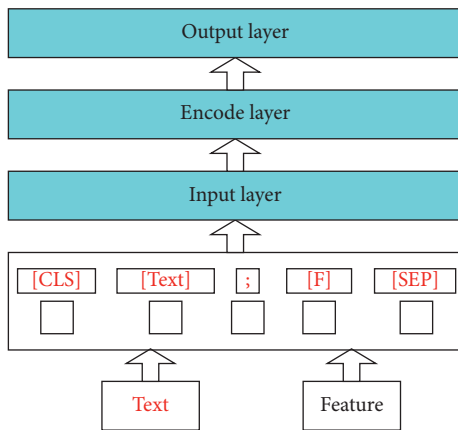 Output layer
Encode layer
Input layer
[CLS] [Text] ; [F] [SEP]
Text Feature